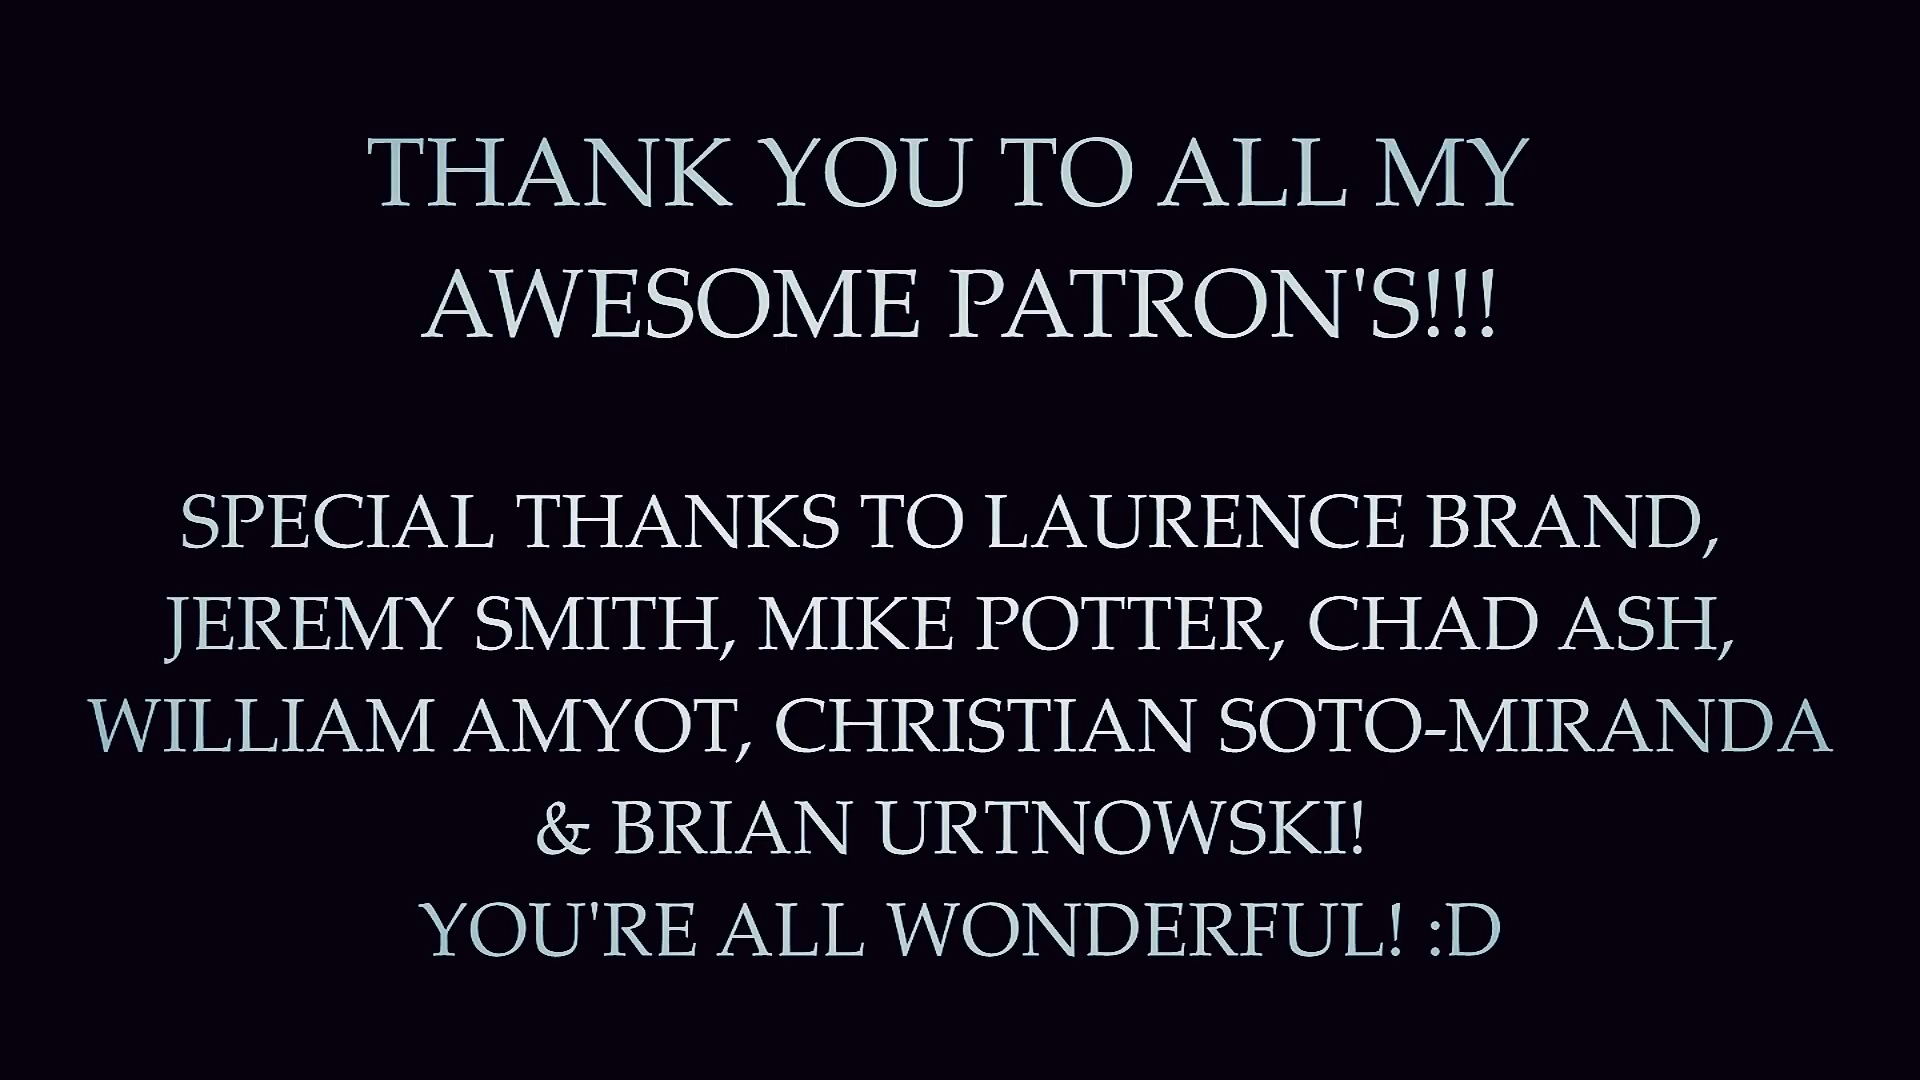 THANK YOU TO ALL MY
AWESOME PATRON'S!!!
SPECIAL THANKS TO LAURENCE BRAND,
JEREMY SMITH, MIKE POTTER, CHAD ASH,
WILLIAM AMYOT, CHRISTIAN SOTO-MIRANDA
& BRIAN URTNOWSKI!
YOU'RE ALL WONDERFUL! :D